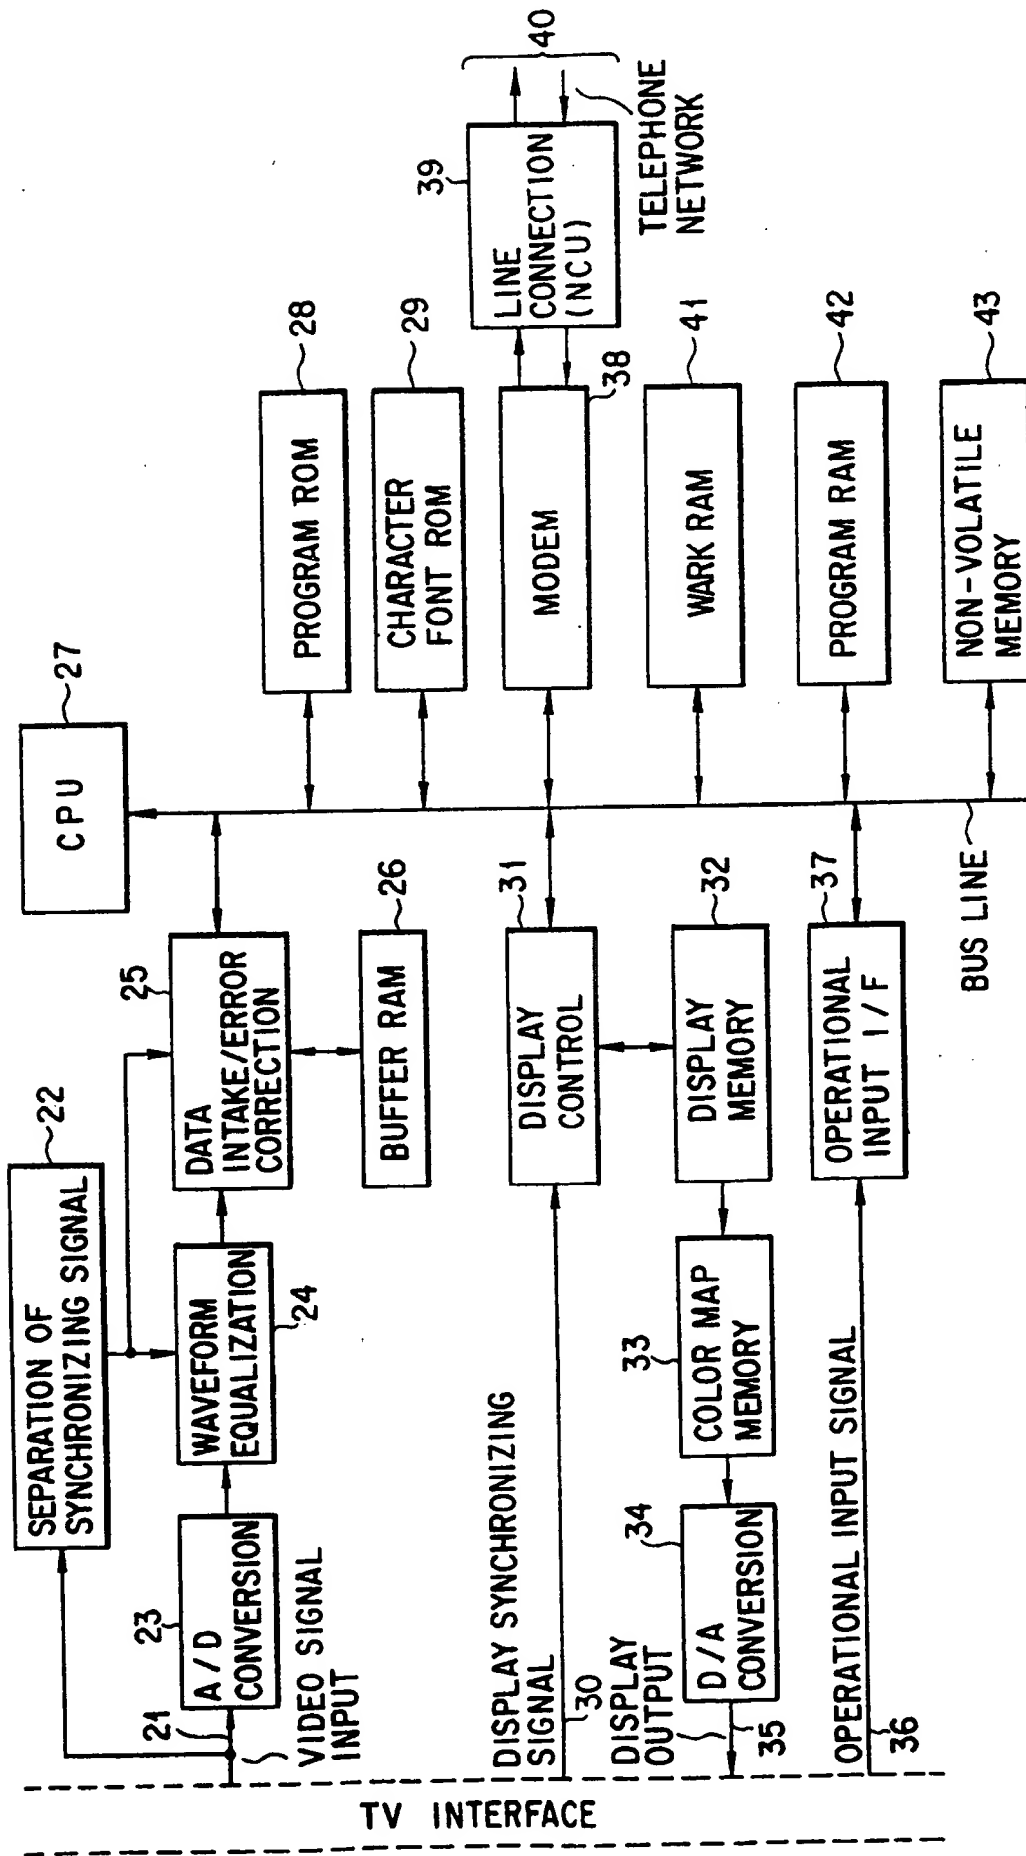 22
SEPARATION OF
SYNCHRONIZING SIGNAL
23
A/D
CONVERSION
21
VIDEO SIGNAL
INPUT
WAVEFORM
EQUALIZATION
24
25
DATA
INTAKE/ERROR
CORRECTION
BUFFER RAM
26
CPU
27
PROGRAM ROM
28
CHARACTER
FONT ROM
29
DISPLAY SYNCHRONIZING
SIGNAL
30
DISPLAY
CONTROL
31
MODEM
38
LINE
CONNECTION
(NCU)
39
40
TELEPHONE
NETWORK
DISPLAY
OUTPUT
35
D/A
CONVERSION
34
COLOR MAP
MEMORY
33
DISPLAY
MEMORY
32
WARK RAM
41
OPERATIONAL INPUT SIGNAL
36
OPERATIONAL
INPUT I/F
37
PROGRAM RAM
42
BUS LINE
NON-VOLATILE
MEMORY
43
TV INTERFACE